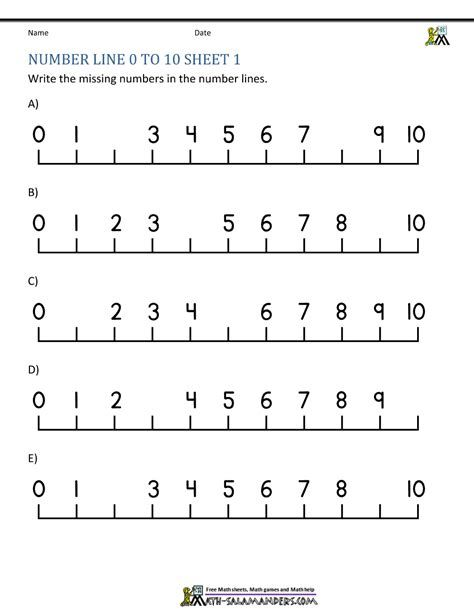 Name Date
NUMBER LINE 0 TO 10 SHEET 1
Write the missing numbers in the number lines.
A)
0 1 3 4 5 6 7 9 10
B)
0 1 2 3 5 6 7 8 10
C)
0 2 3 4 6 7 8 9 10
D)
0 1 2 4 5 6 7 8 9
E)
0 1 3 4 5 6 7 8 10
Free Math sheets, Math games and Math help
MATH-SALAMANDERS.COM